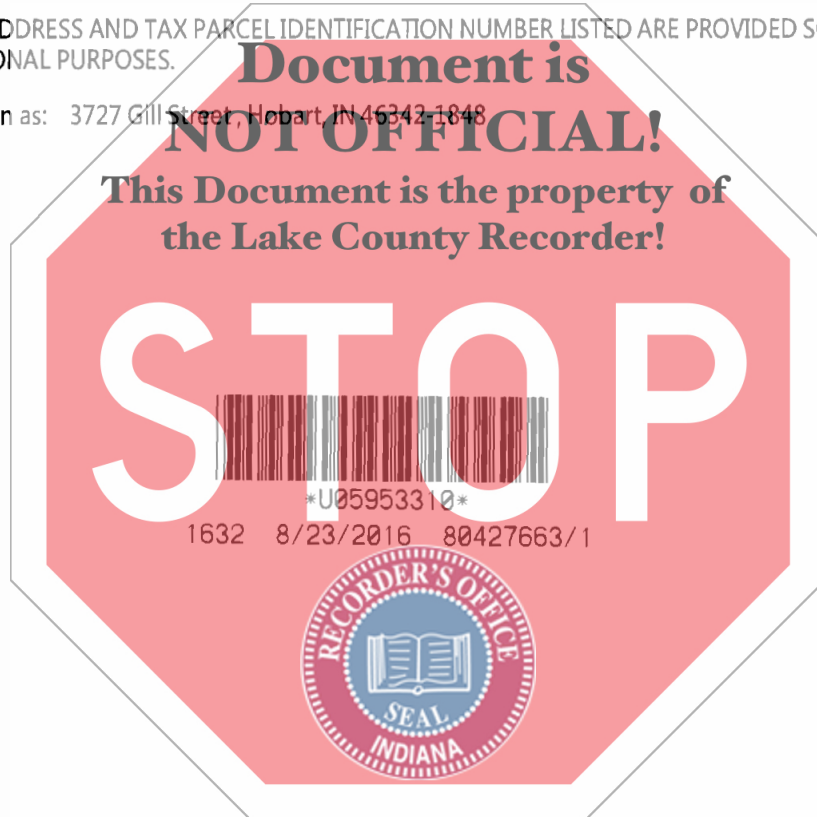 DDRESS AND TAX PARCEL IDENTIFICATION NUMBER LISTED ARE PROVIDED S
ONAL PURPOSES.
Document is
n as: 3727 Gill Street, Hobart, IN 46342-1848
NOT OFFICIAL!
This Document is the property of
the Lake County Recorder!
STOP
*U05953310*
1632 8/23/2016 80427663/1
RECORDER'S OFFICE
SEAL
INDIANA